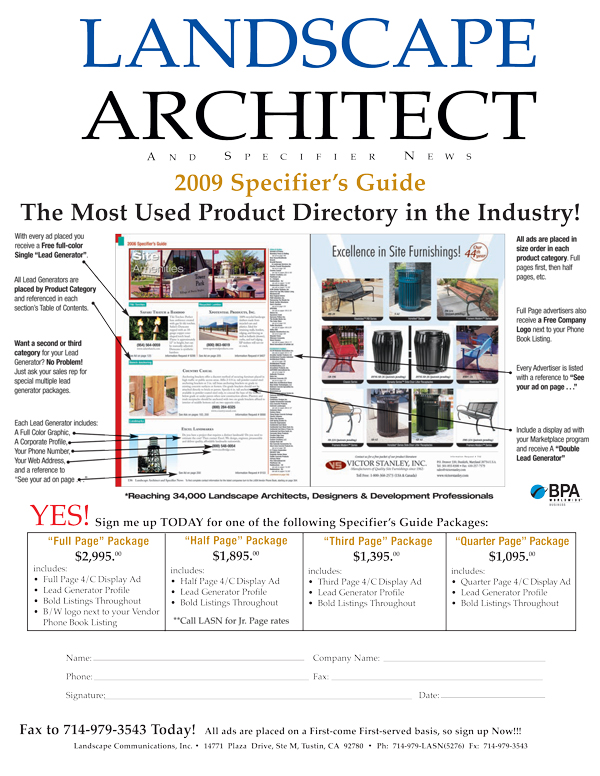 LANDSCAPE
ARCHITECT
AND SPECIFIER NEWS
2009 Specifier's Guide
The Most Used Product Directory in the Industry!
With every ad placed you
receive a Free full-color
Single “Lead Generator”.
All Lead Generators are
placed by Product Category
and referenced in each
section's Table of Contents.
Want a second or third
category for your Lead
Generator? No Problem!
Just ask your sales rep for
special multiple lead
generator packages.
Each Lead Generator includes:
A Full Color Graphic,
A Corporate Profile,
Your Phone Number,
Your Web Address,
and a reference to
“See your ad on page
2008 Specifier's Guide
Site
Amenities
Excellence in Site Furnishings!
VS VICTOR STANLEY, INC.
All ads are placed in
size order in each
product category. Full
pages first, then half
pages, etc.
Full Page advertisers also
receive a Free Company
Logo next to your Phone
Book Listing.
Every Advertiser is listed
with a reference to “See
your ad on page . . .”
Include a display ad with
your Marketplace program
and receive A “Double
Lead Generator”
BPA
WORLDWIDE
BUSINESS
*Reaching 34,000 Landscape Architects, Designers & Development Professionals
YES! Sign me up TODAY for one of the following Specifier's Guide Packages:
“Full Page” Package
$2,995.00
includes:
• Full Page 4/C Display Ad
• Lead Generator Profile
• Bold Listings Throughout
• B/W logo next to your Vendor
Phone Book Listing
“Half Page” Package
$1,895.00
includes:
• Half Page 4/C Display Ad
• Lead Generator Profile
• Bold Listings Throughout
**Call LASN for Jr. Page rates
“Third Page” Package
$1,395.00
includes:
• Third Page 4/C Display Ad
• Lead Generator Profile
• Bold Listings Throughout
“Quarter Page” Package
$1,095.00
includes:
• Quarter Page 4/C Display Ad
• Lead Generator Profile
• Bold Listings Throughout
Name: Company Name:
Phone: Fax:
Signature: Date:
Fax to 714-979-3543 Today! All ads are placed on a First-come First-served basis, so sign up Now!!!
Landscape Communications, Inc. • 14771 Plaza Drive, Ste M, Tustin, CA 92780 • Ph: 714-979-LASN(5276) Fx: 714-979-3543